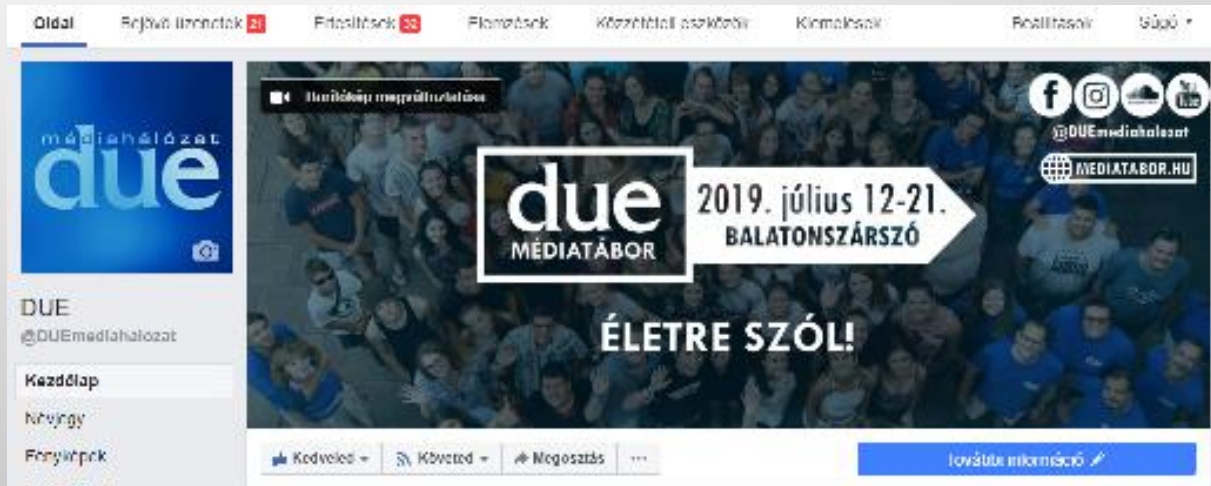 Oldal Bejövő üzenetek 21 Értesítések 32 Elemzések Közzétételi eszközök Kiemelések Beállítások Súgó
médiahálózat
due
Borítókép megváltoztatása
@DUEmediahalozat
MEDIATABOR.HU
due
MÉDIATÁBOR
2019. július 12-21.
BALATONSZÁRSZÓ
ÉLETRE SZÓL!
DUE
@DUEmediahalozat
Kezdőlap
Névjegy
Fényképek
Kedveled Követed Megosztás ...
További információ